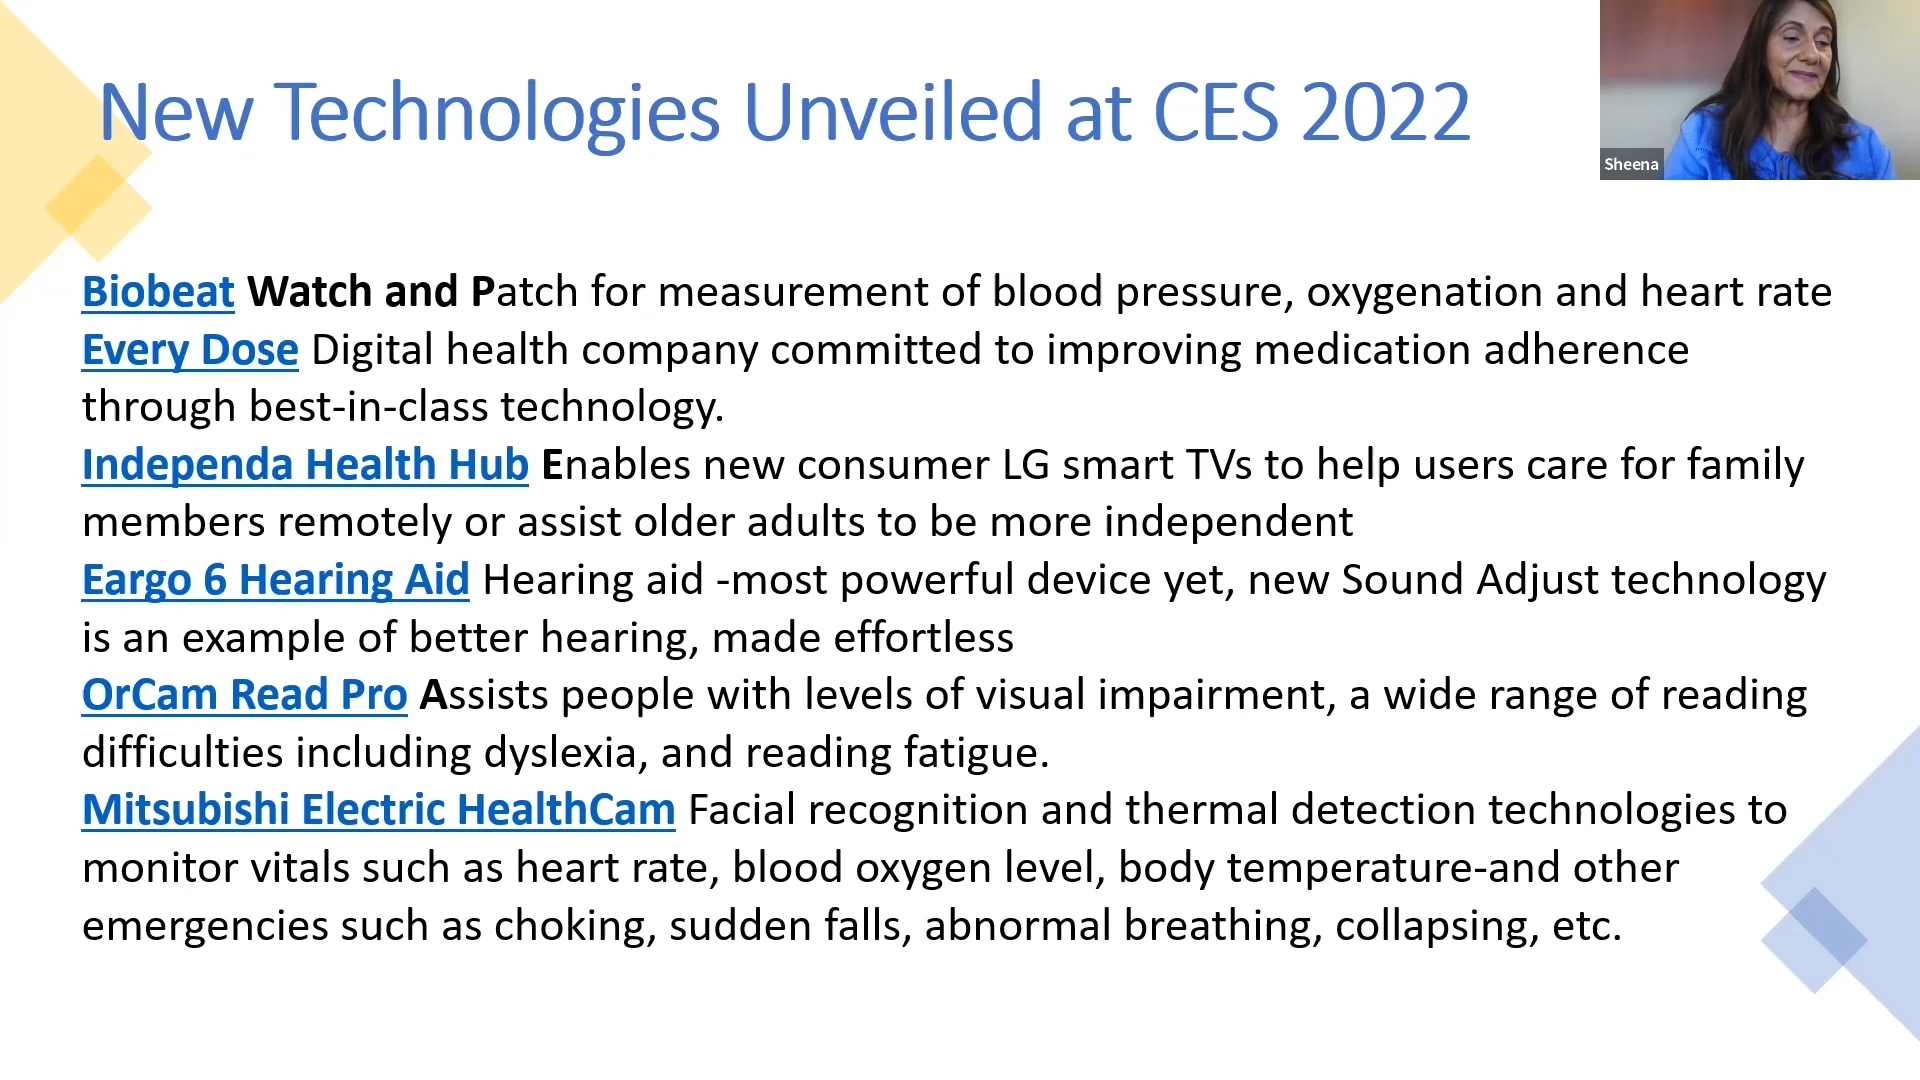 New Technologies Unveiled at CES 2022
Sheena
Biobeat Watch and Patch for measurement of blood pressure, oxygenation and heart rate
Every Dose Digital health company committed to improving medication adherence
through best-in-class technology.
Independa Health Hub Enables new consumer LG smart TVs to help users care for family
members remotely or assist older adults to be more independent
Eargo 6 Hearing Aid Hearing aid -most powerful device yet, new Sound Adjust technology
is an example of better hearing, made effortless
OrCam Read Pro Assists people with levels of visual impairment, a wide range of reading
difficulties including dyslexia, and reading fatigue.
Mitsubishi Electric HealthCam Facial recognition and thermal detection technologies to
monitor vitals such as heart rate, blood oxygen level, body temperature-and other
emergencies such as choking, sudden falls, abnormal breathing, collapsing, etc.